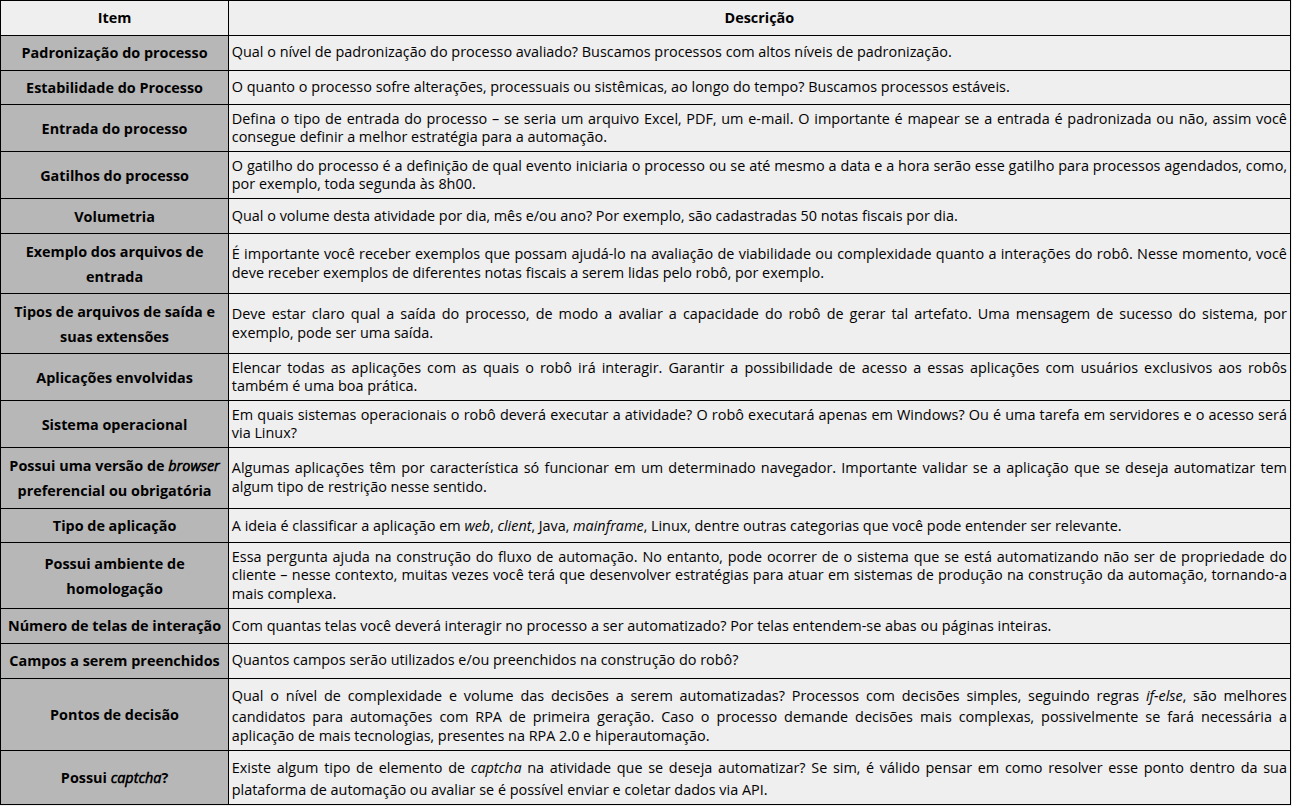 Item
Descrição
Padronização do processo
Qual o nível de padronização do processo avaliado? Buscamos processos com altos níveis de padronização.
Estabilidade do Processo
O quanto o processo sofre alterações, processuais ou sistêmicas, ao longo do tempo? Buscamos processos estáveis.
Entrada do processo
Defina o tipo de entrada do processo – se seria um arquivo Excel, PDF, um e-mail. O importante é mapear se a entrada é padronizada ou não, assim você
consegue definir a melhor estratégia para a automação.
Gatilhos do processo
O gatilho do processo é a definição de qual evento iniciaria o processo ou se até mesmo a data e a hora serão esse gatilho para processos agendados, como,
por exemplo, toda segunda às 8h00.
Volumetria
Qual o volume desta atividade por dia, mês e/ou ano? Por exemplo, são cadastradas 50 notas fiscais por dia.
Exemplo dos arquivos de
entrada
É importante você receber exemplos que possam ajudá-lo na avaliação de viabilidade ou complexidade quanto a interações do robô. Nesse momento, você
deve receber exemplos de diferentes notas fiscais a serem lidas pelo robô, por exemplo.
Tipos de arquivos de saída e
suas extensões
Deve estar claro qual a saída do processo, de modo a avaliar a capacidade do robô de gerar tal artefato. Uma mensagem de sucesso do sistema, por
exemplo, pode ser uma saída.
Aplicações envolvidas
Elencar todas as aplicações com as quais o robô irá interagir. Garantir a possibilidade de acesso a essas aplicações com usuários exclusivos aos robôs
também é uma boa prática.
Sistema operacional
Em quais sistemas operacionais o robô deverá executar a atividade? O robô executará apenas em Windows? Ou é uma tarefa em servidores e o acesso será
via Linux?
Possui uma versão de browser
preferencial ou obrigatória
Algumas aplicações têm por característica só funcionar em um determinado navegador. Importante validar se a aplicação que se deseja automatizar tem
algum tipo de restrição nesse sentido.
Tipo de aplicação
A ideia é classificar a aplicação em web, client, Java, mainframe, Linux, dentre outras categorias que você pode entender ser relevante.
Possui ambiente de
homologação
Essa pergunta ajuda na construção do fluxo de automação. No entanto, pode ocorrer de o sistema que se está automatizando não ser de propriedade do
cliente – nesse contexto, muitas vezes você terá que desenvolver estratégias para atuar em sistemas de produção na construção da automação, tornando-a
mais complexa.
Número de telas de interação
Com quantas telas você deverá interagir no processo a ser automatizado? Por telas entendem-se abas ou páginas inteiras.
Campos a serem preenchidos
Quantos campos serão utilizados e/ou preenchidos na construção do robô?
Pontos de decisão
Qual o nível de complexidade e volume das decisões a serem automatizadas? Processos com decisões simples, seguindo regras If-else, são melhores
candidatos para automações com RPA de primeira geração. Caso o processo demande decisões mais complexas, possivelmente se fará necessária a
aplicação de mais tecnologias, presentes na RPA 2.0 e hiperautomação.
Possui captcha?
Existe algum tipo de elemento de captcha na atividade que se deseja automatizar? Se sim, é válido pensar em como resolver esse ponto dentro da sua
plataforma de automação ou avaliar se é possível enviar e coletar dados via API.